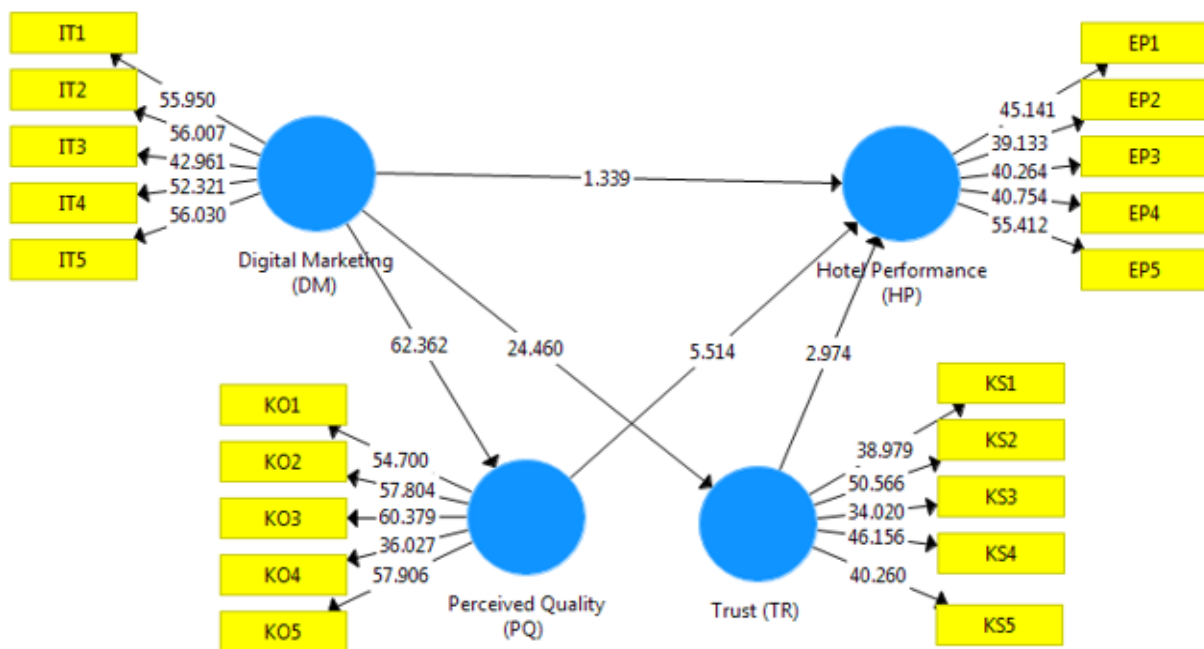 IT1
IT2
IT3
IT4
IT5
55.950
56.007
42.961
52.321
56.030
Digital Marketing
(DM)
1.339
62.362
24.460
5.514
2.974
Hotel Performance
(HP)
45.141
39.133
40.264
40.754
55.412
EP1
EP2
EP3
EP4
EP5
KO1
KO2
KO3
KO4
KO5
54.700
57.804
60.379
36.027
57.906
Perceived Quality
(PQ)
Trust (TR)
38.979
50.566
34.020
46.156
40.260
KS1
KS2
KS3
KS4
KS5